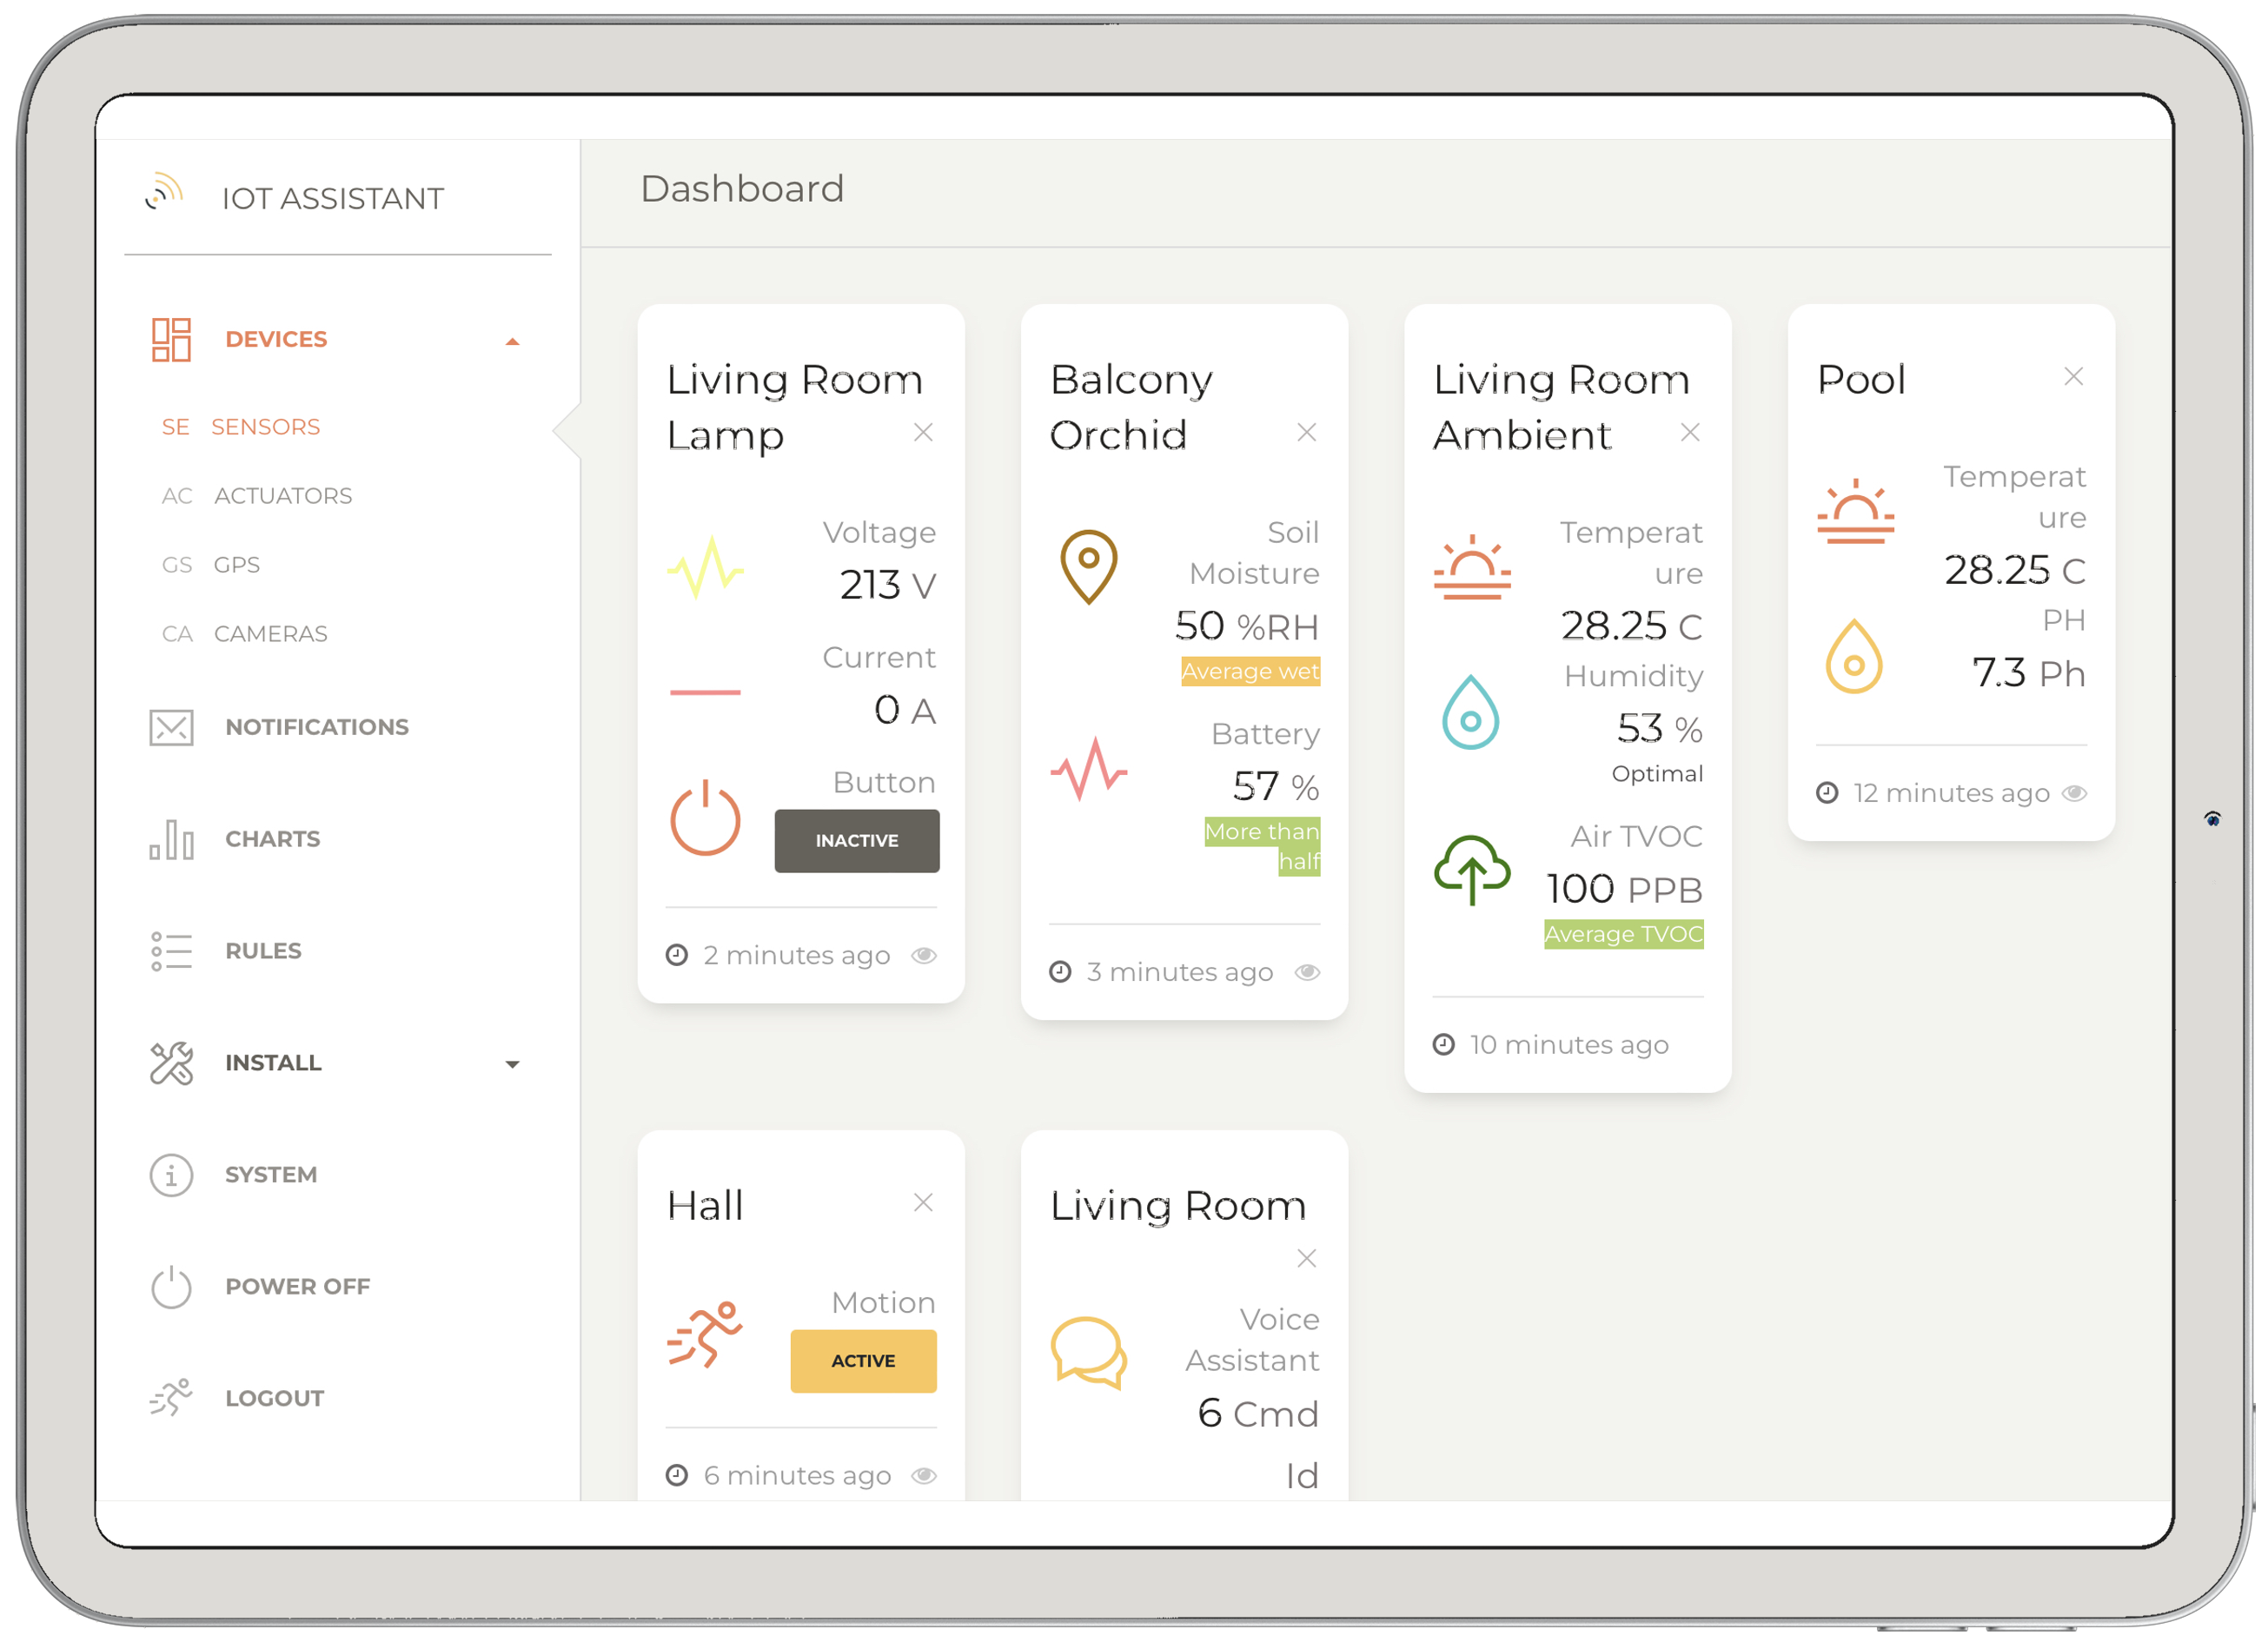 IOT ASSISTANT
DEVICES
SE SENSORS
AC ACTUATORS
GS GPS
CA CAMERAS
NOTIFICATIONS
CHARTS
RULES
INSTALL
SYSTEM
POWER OFF
LOGOUT
Dashboard
Living Room
Lamp
Voltage
213 V
Current
0 A
Button
INACTIVE
2 minutes ago
Balcony
Orchid
Soil
Moisture
50 %RH
Average wet
Battery
57 %
More than
half
3 minutes ago
Living Room
Ambient
Temperat
ure
28.25 C
Humidity
53 %
Optimal
Air TVOC
100 PPB
Average TVOC
10 minutes ago
Pool
Temperat
ure
28.25 C
PH
7.3 Ph
12 minutes ago
Hall
Motion
ACTIVE
6 minutes ago
Living Room
Voice
Assistant
6 Cmd
Id